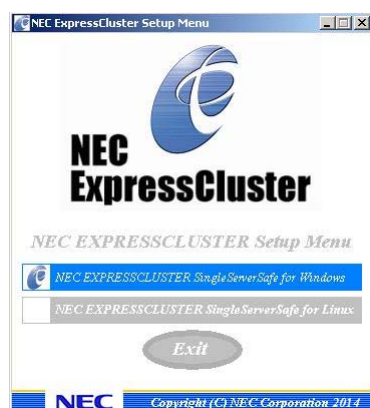 NEC ExpressCluster Setup Menu
NEC
ExpressCluster
NEC EXPRESSCLUSTER Setup Menu
NEC EXPRESSCLUSTER SingleServerSafe for Windows
NEC EXPRESSCLUSTER SingleServerSafe for Linux
Exit
NEC
Copyright (C) NEC Corporation 2014